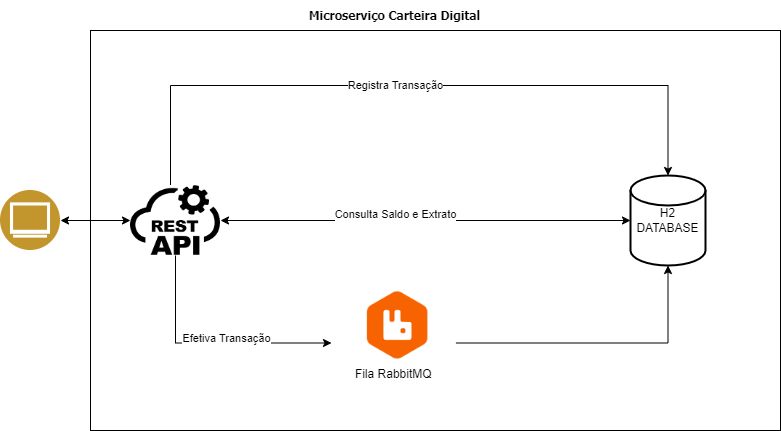 Microserviço Carteira Digital
Registra Transação
REST
API
Consulta Saldo e Extrato
H2
DATABASE
Efetiva Transação
Fila RabbitMQ